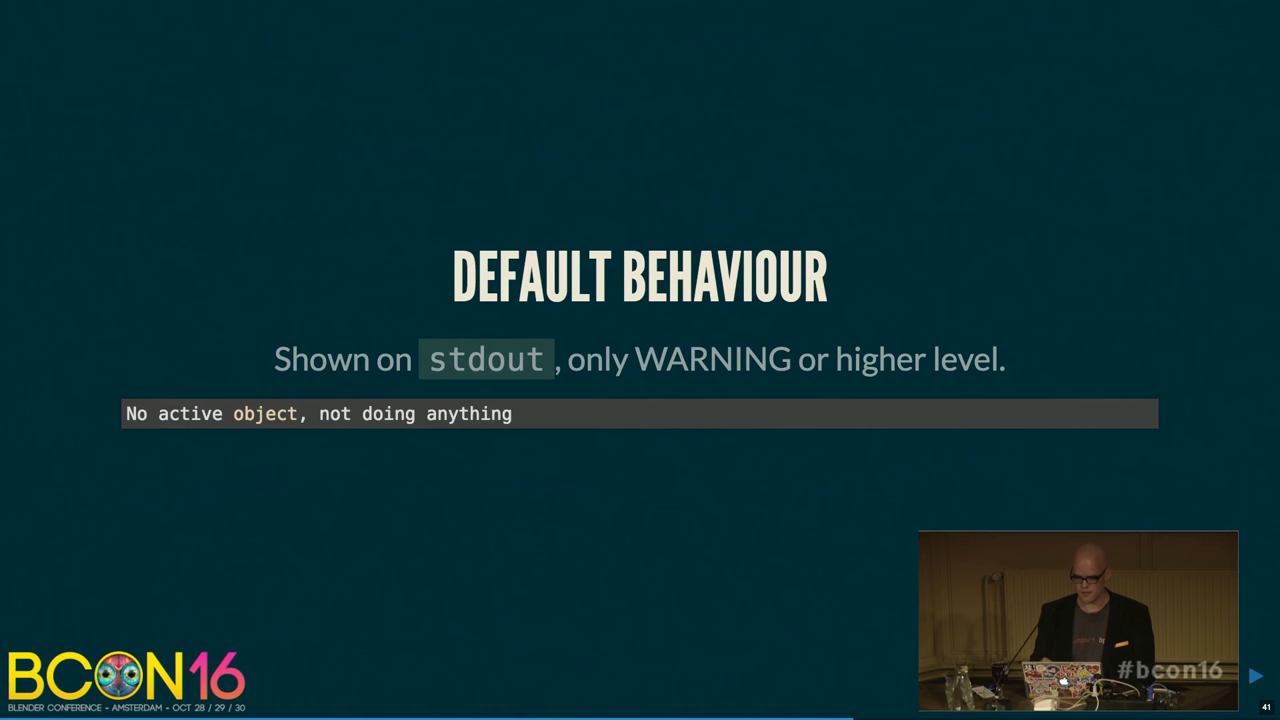 DEFAULT BEHAVIOUR
Shown on stdout, only WARNING or higher level.
No active object, not doing anything
#bcon16
BCON16
BLENDER CONFERENCE - AMSTERDAM - OCT 28 / 29 / 30
41